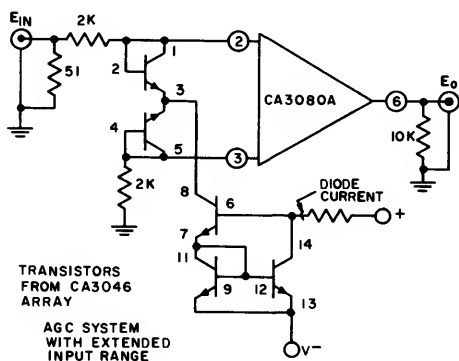 E IN
2K
51
1
2
3
4
5
2K
2
3
CA3080A
6
Eo
10K
DIODE CURRENT
+
8
6
7
14
11
9
12
13
V-
TRANSISTORS
FROM CA3046
ARRAY
AGC SYSTEM
WITH EXTENDED
INPUT RANGE